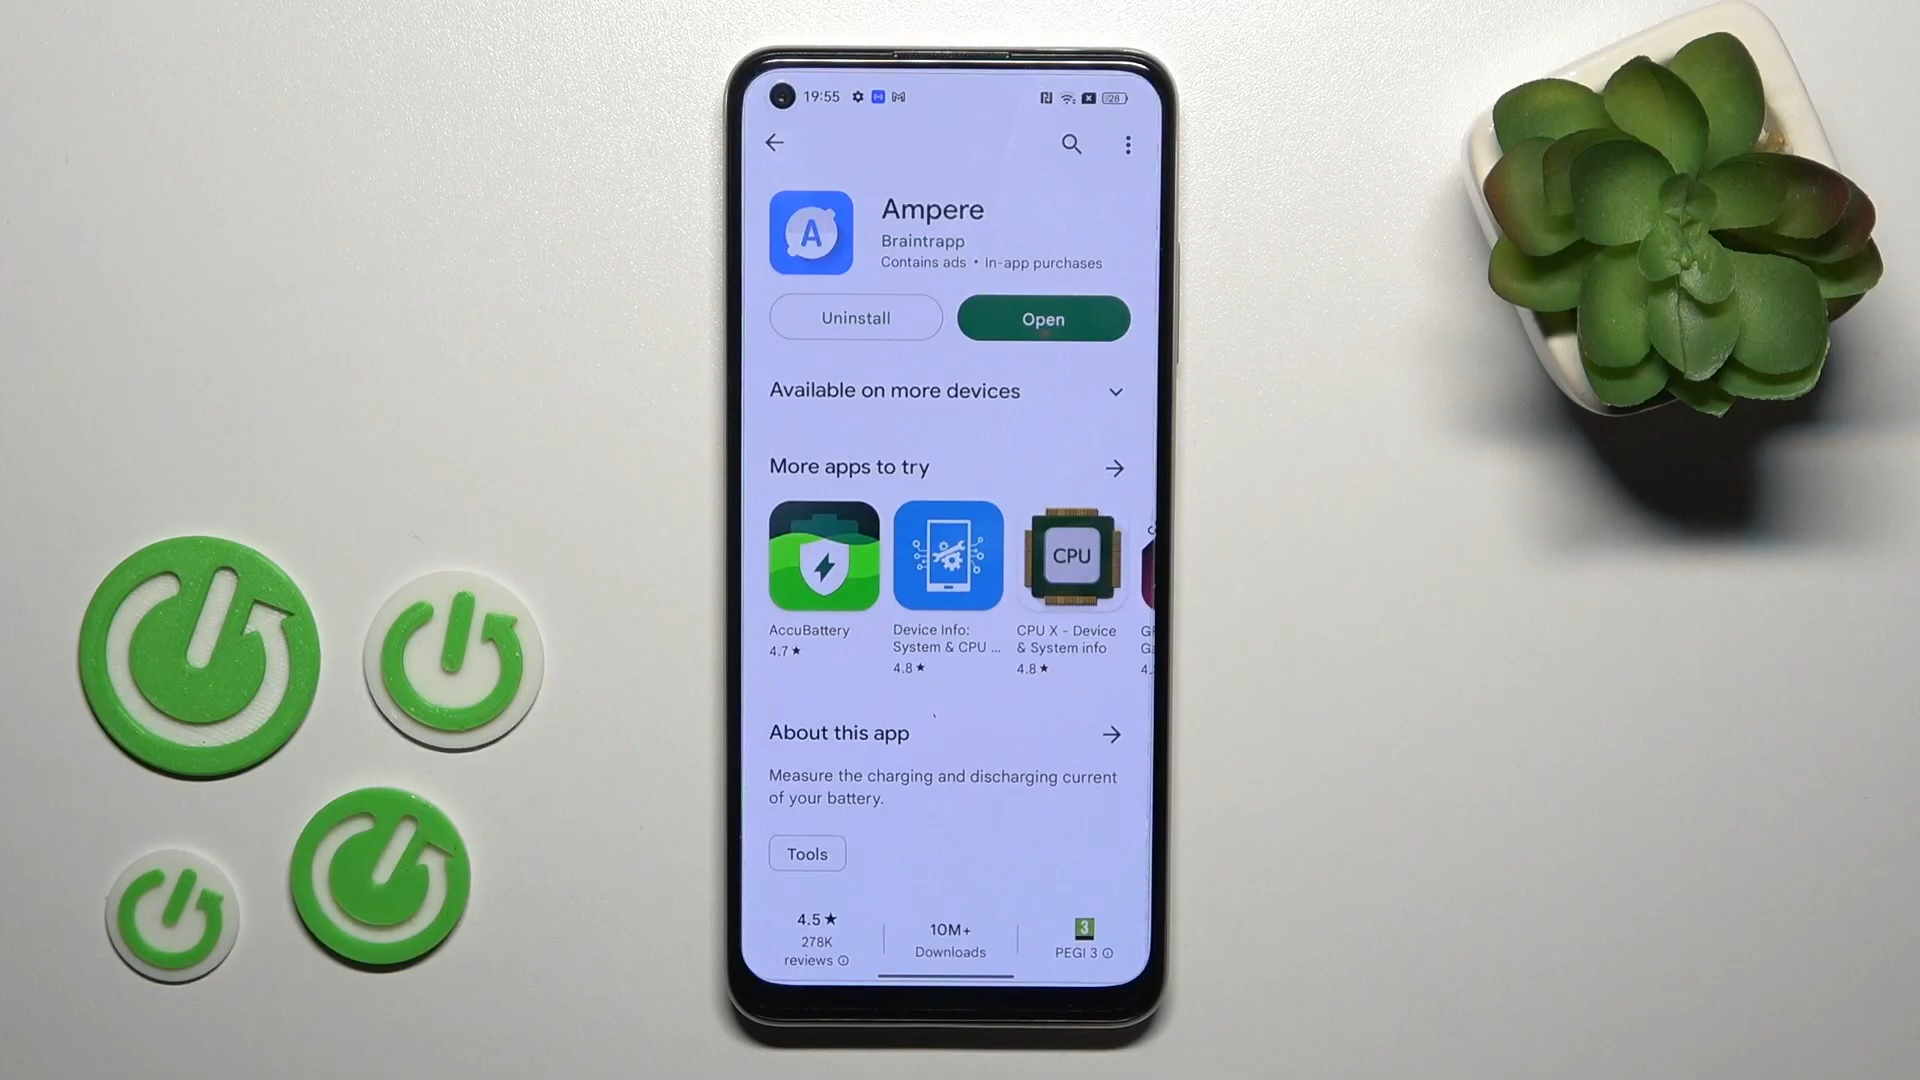 19:55
28
Ampere
A
Braintrapp
Contains ads • In-app purchases
Uninstall
Open
Available on more devices
More apps to try
CPU
AccuBattery
4.7★
Device Info:
System & CPU ...
4.8★
CPU X - Device
& System info
4.8★
About this app
Measure the charging and discharging current
of your battery.
Tools
4.5★
278K
reviews
10M+
Downloads
3
PEGI 3